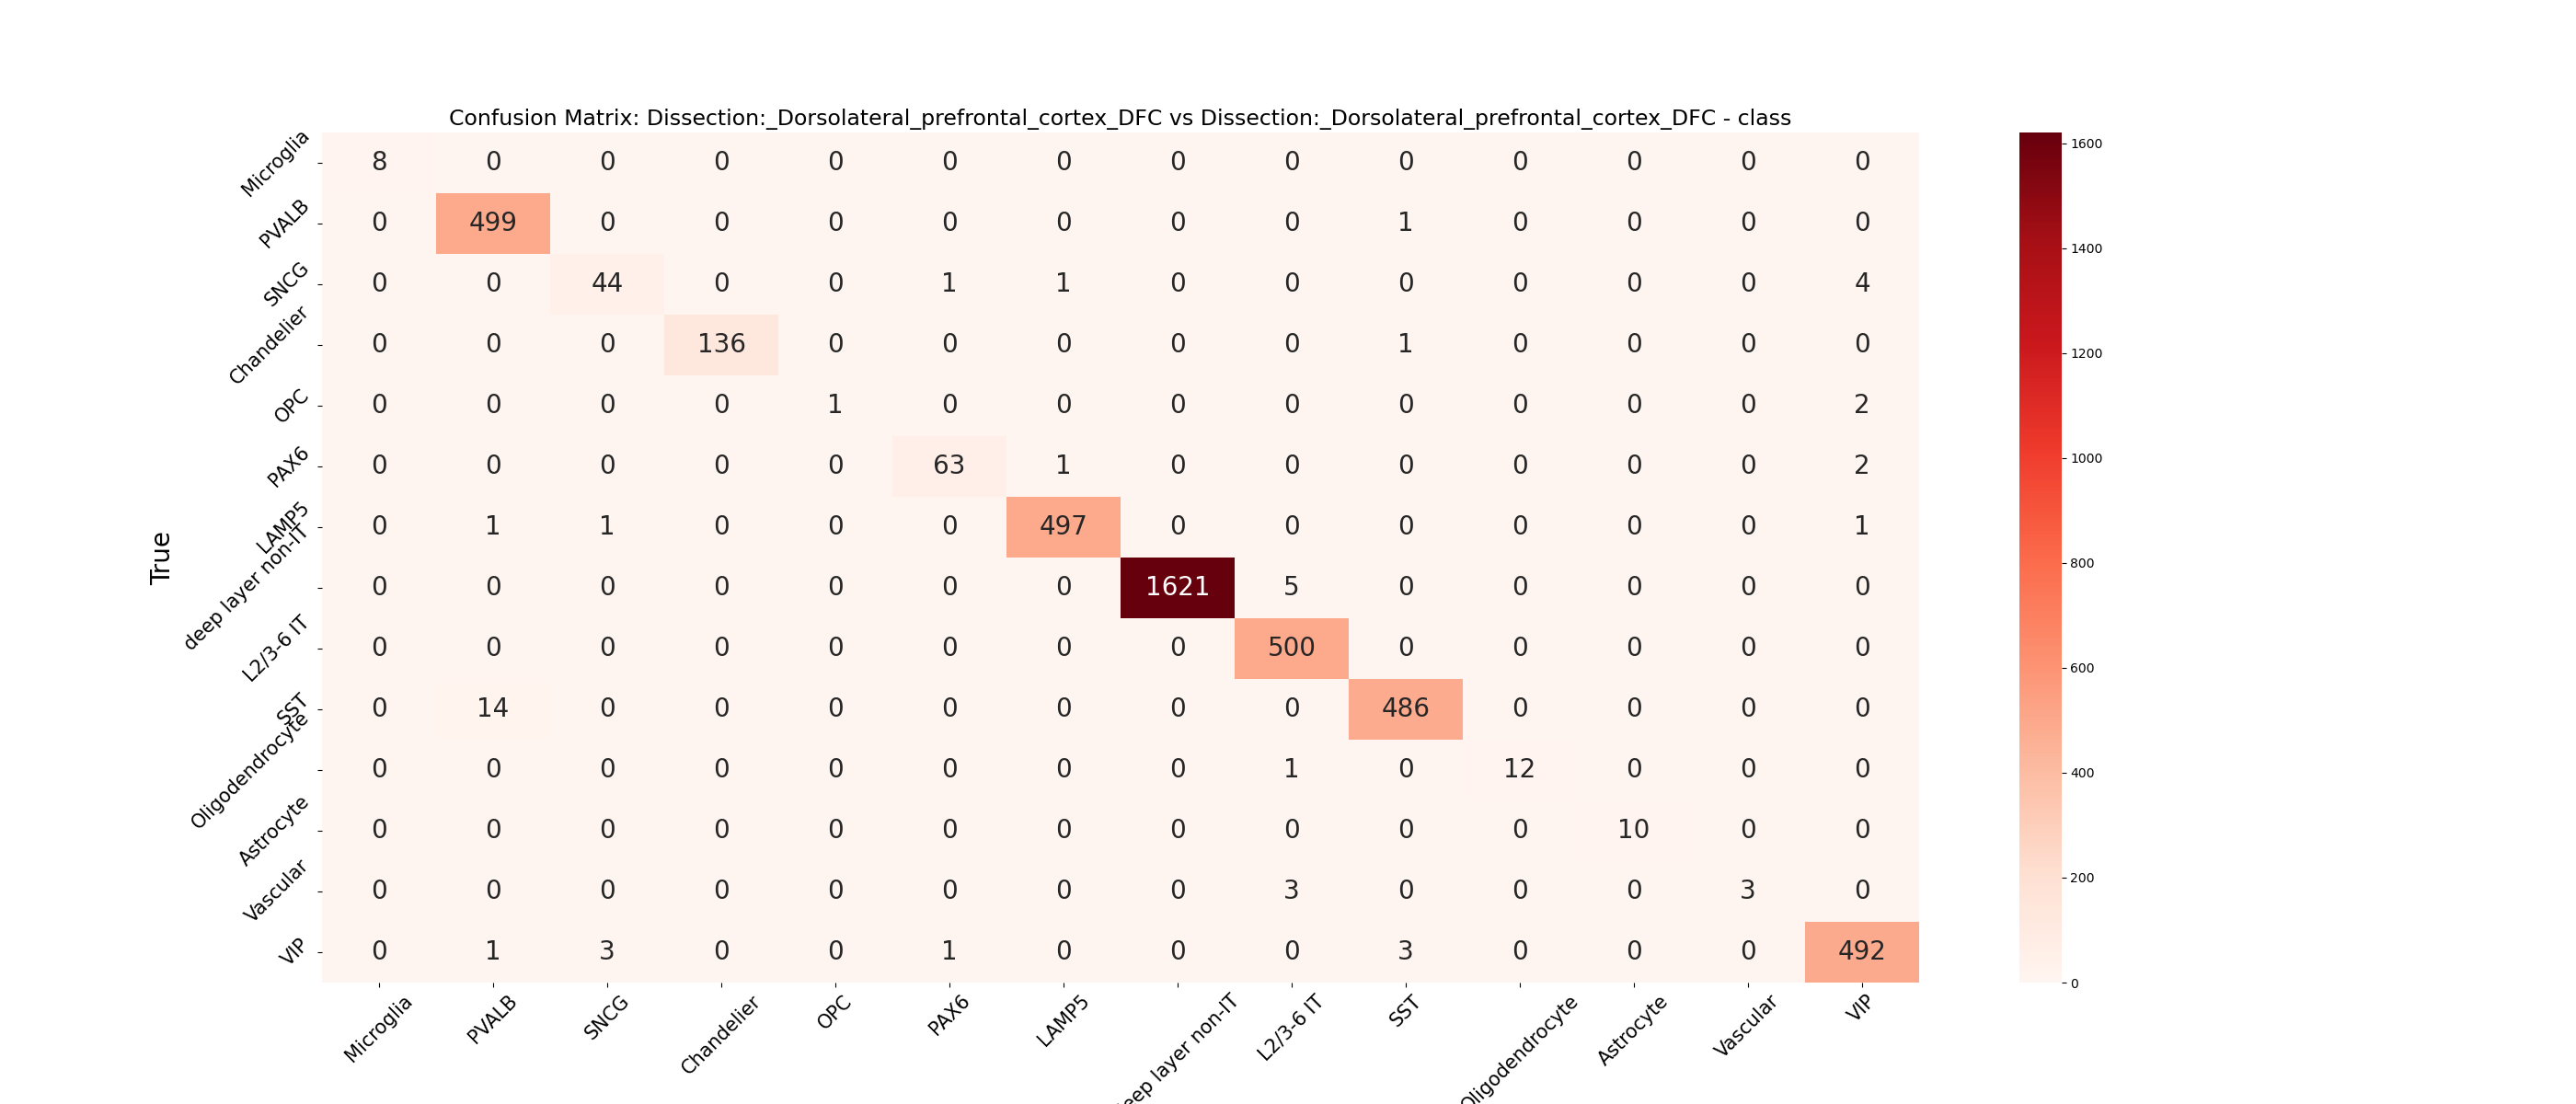 Confusion Matrix: Dissection:_Dorsolateral_prefrontal_cortex_DFC vs Dissection:_Dorsolateral_prefrontal_cortex_DFC - class
Microglia 8 0 0 0 0 0 0 0 0 0 0 0 0 0
PVALB 0 499 0 0 0 0 0 0 0 1 0 0 0 0
SNCG 0 0 44 0 0 1 1 0 0 0 0 0 0 4
Chandelier 0 0 0 136 0 0 0 0 0 1 0 0 0 0
OPC 0 0 0 0 1 0 0 0 0 0 0 0 0 2
PAX6 0 0 0 0 0 63 1 0 0 0 0 0 0 2
LAMP5 0 1 1 0 0 0 497 0 0 0 0 0 0 1
deep layer non-IT 0 0 0 0 0 0 0 1621 5 0 0 0 0 0
L2/3-6 IT 0 0 0 0 0 0 0 0 500 0 0 0 0 0
SST 0 14 0 0 0 0 0 0 0 486 0 0 0 0
Oligodendrocyte 0 0 0 0 0 0 0 0 1 0 12 0 0 0
Astrocyte 0 0 0 0 0 0 0 0 0 0 0 10 0 0
Vascular 0 0 0 0 0 0 0 0 3 0 0 0 3 0
VIP 0 1 3 0 0 1 0 0 0 3 0 0 0 492
True
Microglia PVALB SNCG Chandelier OPC PAX6 LAMP5 eep layer non-IT L2/3-6 IT SST Oligodendrocyte Astrocyte Vascular VIP
1600
1400
1200
1000
800
600
400
200
0